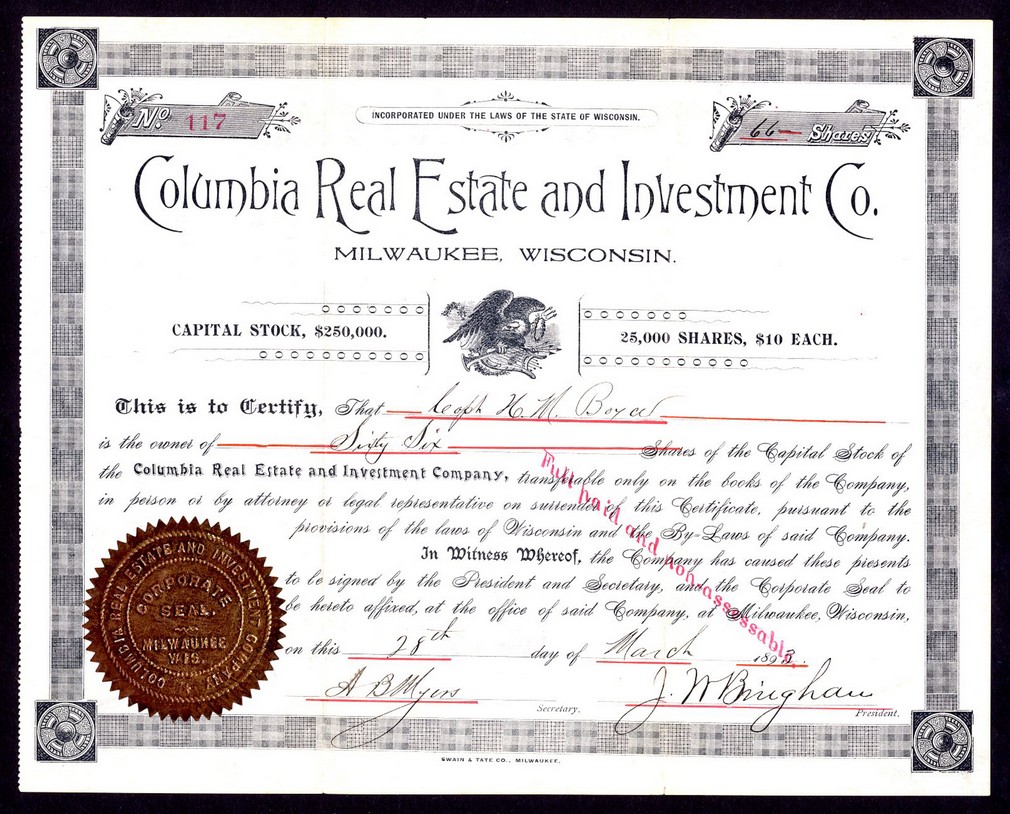 No. 117
INCORPORATED UNDER THE LAWS OF THE STATE OF WISCONSIN.
66 — Shares
Columbia Real Estate and Investment Co.
MILWAUKEE, WISCONSIN.
CAPITAL STOCK, $250,000.
25,000 SHARES, $10 EACH.
This is to Certify, That Capt H. M. Boyce
is the owner of Sixty Six Shares of the Capital Stock of
the Columbia Real Estate and Investment Company, transferable only on the books of the Company,
in person or by attorney or legal representative on surrender of this Certificate, pursuant to the
provisions of the laws of Wisconsin and the By-Laws of said Company.
In Witness Whereof, the Company has caused these presents
to be signed by the President and Secretary, and the Corporate Seal to
be hereto affixed, at the office of said Company, at Milwaukee, Wisconsin,
on this 28th day of March 1893.
Full paid and non-assessable.
A B Myers
Secretary.
J. W Bingham
President.
COLUMBIA REAL ESTATE AND INVESTMENT COMPANY
CORPORATE
SEAL.
MILWAUKEE
WIS.
SWAIN & TATE CO., MILWAUKEE.